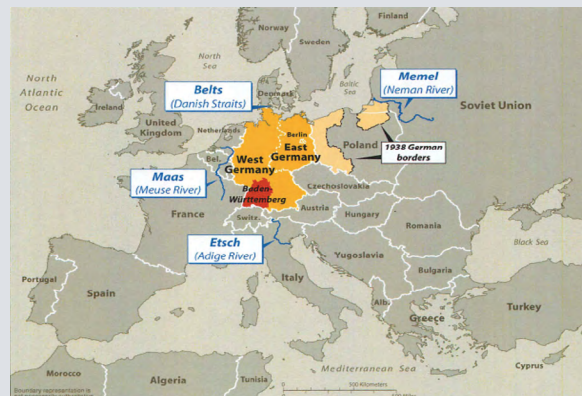 Finland
Norway
Sweden
North
Sea
North
Atlantic
Ocean
Belts
(Danish Straits)
Denmark
Baltic
Sea
Memel
(Neman River)
Soviet Union
Ireland
United
Kingdom
Netherlands
Berlin
Poland
1938 German
borders
East
Germany
West
Germany
Bel.
Maas
(Meuse River)
Beden-
Württemberg
Czechoslovakia
France
Switz.
Austria
Hungary
Romania
Etsch
(Adige River)
Yugoslavia
Black Sea
Italy
Bulgaria
Portugal
Spain
Alb.
Greece
Turkey
Mediterranean Sea
Cyprus
Morocco
Algeria
Tunisia
0
500 Kilometers
Boundary representation is